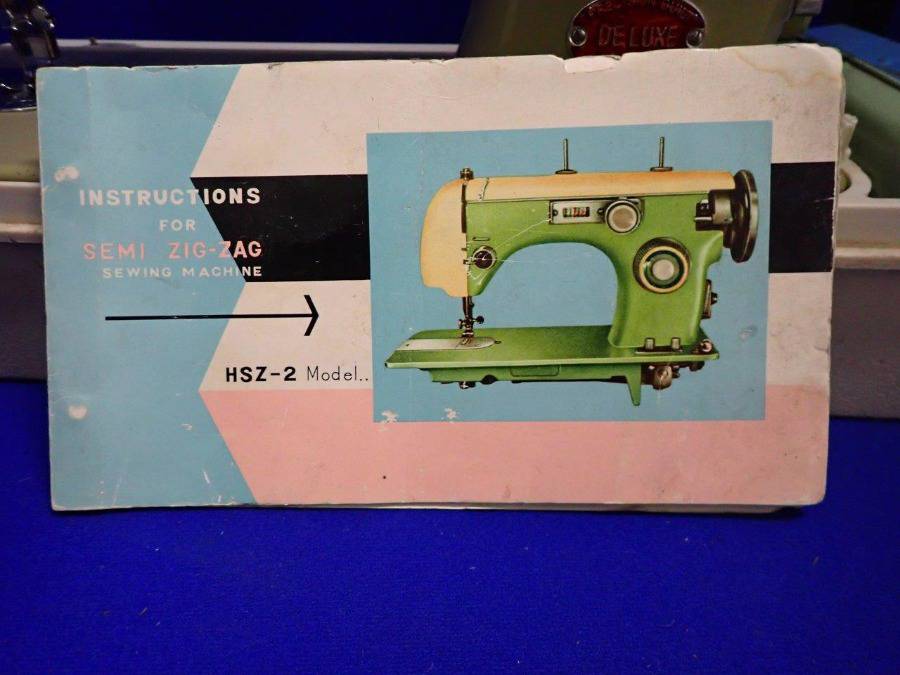 DELUXE
INSTRUCTIONS
FOR
SEMI ZIG-ZAG
SEWING MACHINE
HSZ-2 Model..